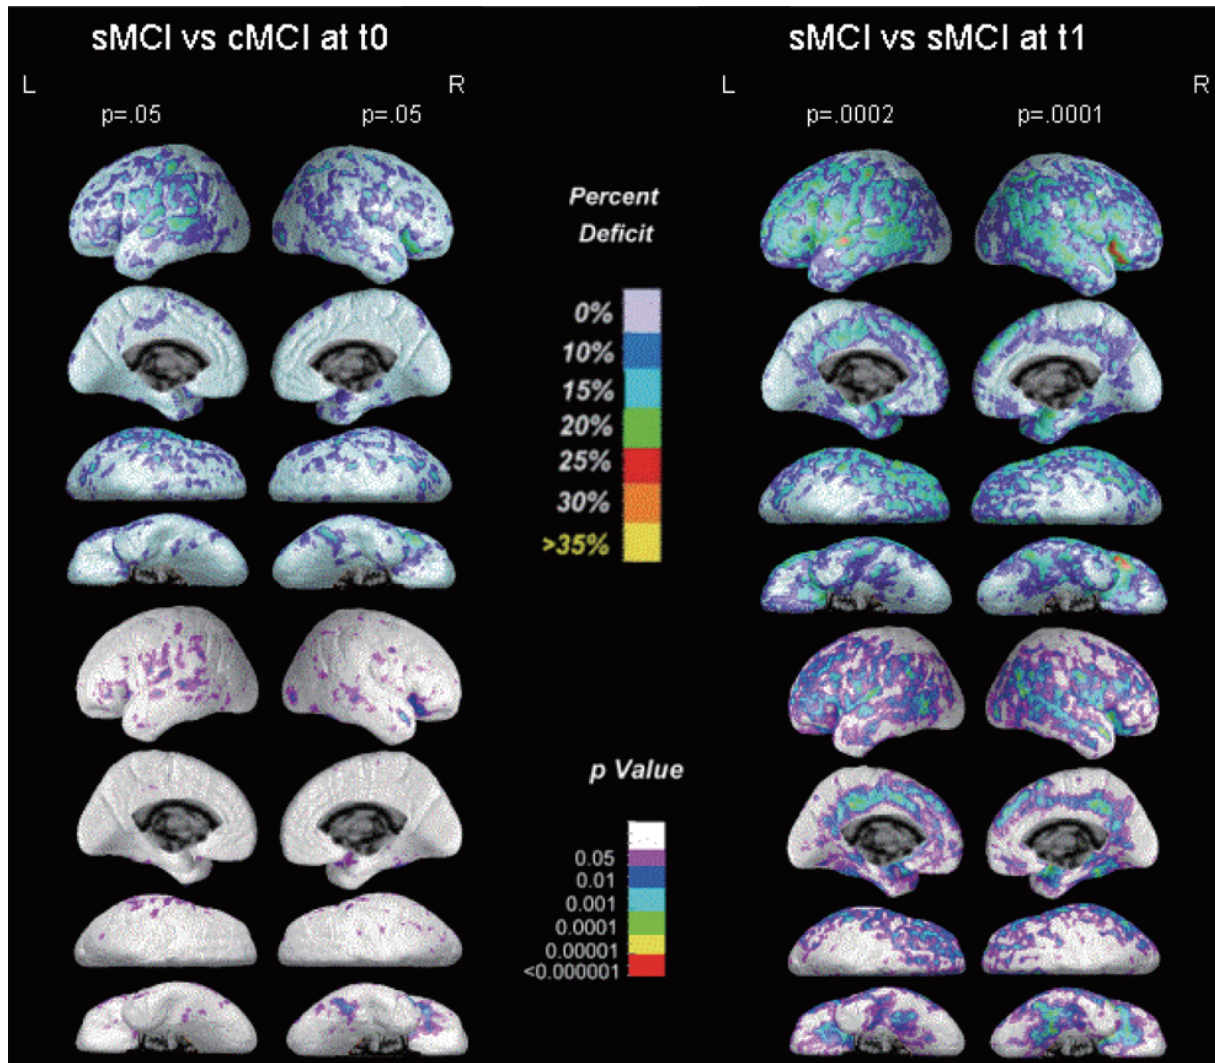 sMCI vs cMCI at t0
L
R
p=.05
p=.05
sMCI vs sMCI at t1
L
R
p=.0002
p=.0001
Percent
Deficit
0%
10%
15%
20%
25%
30%
>35%
p Value
0.05
0.01
0.001
0.0001
0.00001
<0.000001